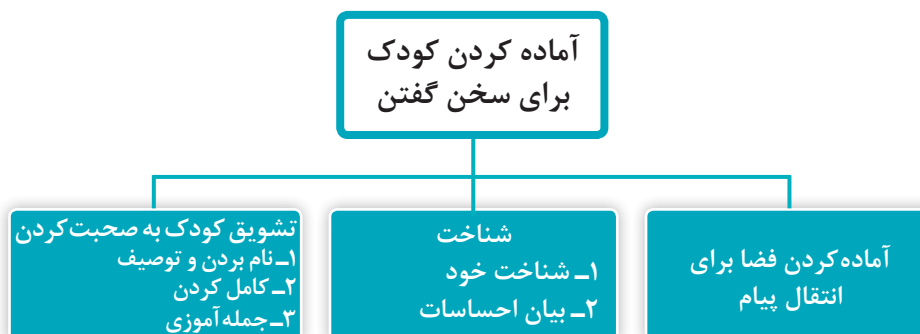 آماده کردن کودک
برای سخن گفتن
آماده کردن فضا برای
انتقال پیام
شناخت
۱ـ شناخت خود
۲ـ بیان احساسات
تشویق کودک به صحبت کردن
۱ـ نام بردن و توصیف
۲ـ کامل کردن
۳ـ جمله آموزی